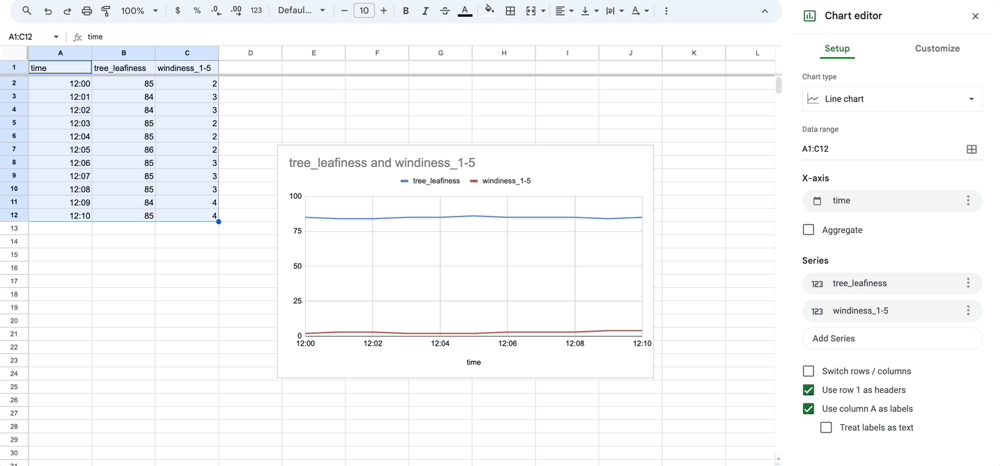 100% $ % .0 .00 123 Defaul... 10 B I A
Chart editor
A1:C12 fx time
Setup Customize
A B C D E F G H I J K L
1 time tree_leafiness windiness_1-5
2 12:00 85 2
3 12:01 84 3
4 12:02 84 3
5 12:03 85 2
6 12:04 85 2
7 12:05 86 2
8 12:06 85 3
9 12:07 85 3
10 12:08 85 3
11 12:09 84 4
12 12:10 85 4
13
14
15
16
17
18
19
20
21
22
23
24
25
26
27
28
29
30
31
tree_leafiness and windiness_1-5
tree_leafiness windiness_1-5
100
75
50
25
0
12:00 12:02 12:04 12:06 12:08 12:10
time
Chart type
Line chart
Data range
A1:C12
X-axis
time
Aggregate
Series
123 tree_leafiness
123 windiness_1-5
Add Series
Switch rows / columns
Use row 1 as headers
Use column A as labels
Treat labels as text